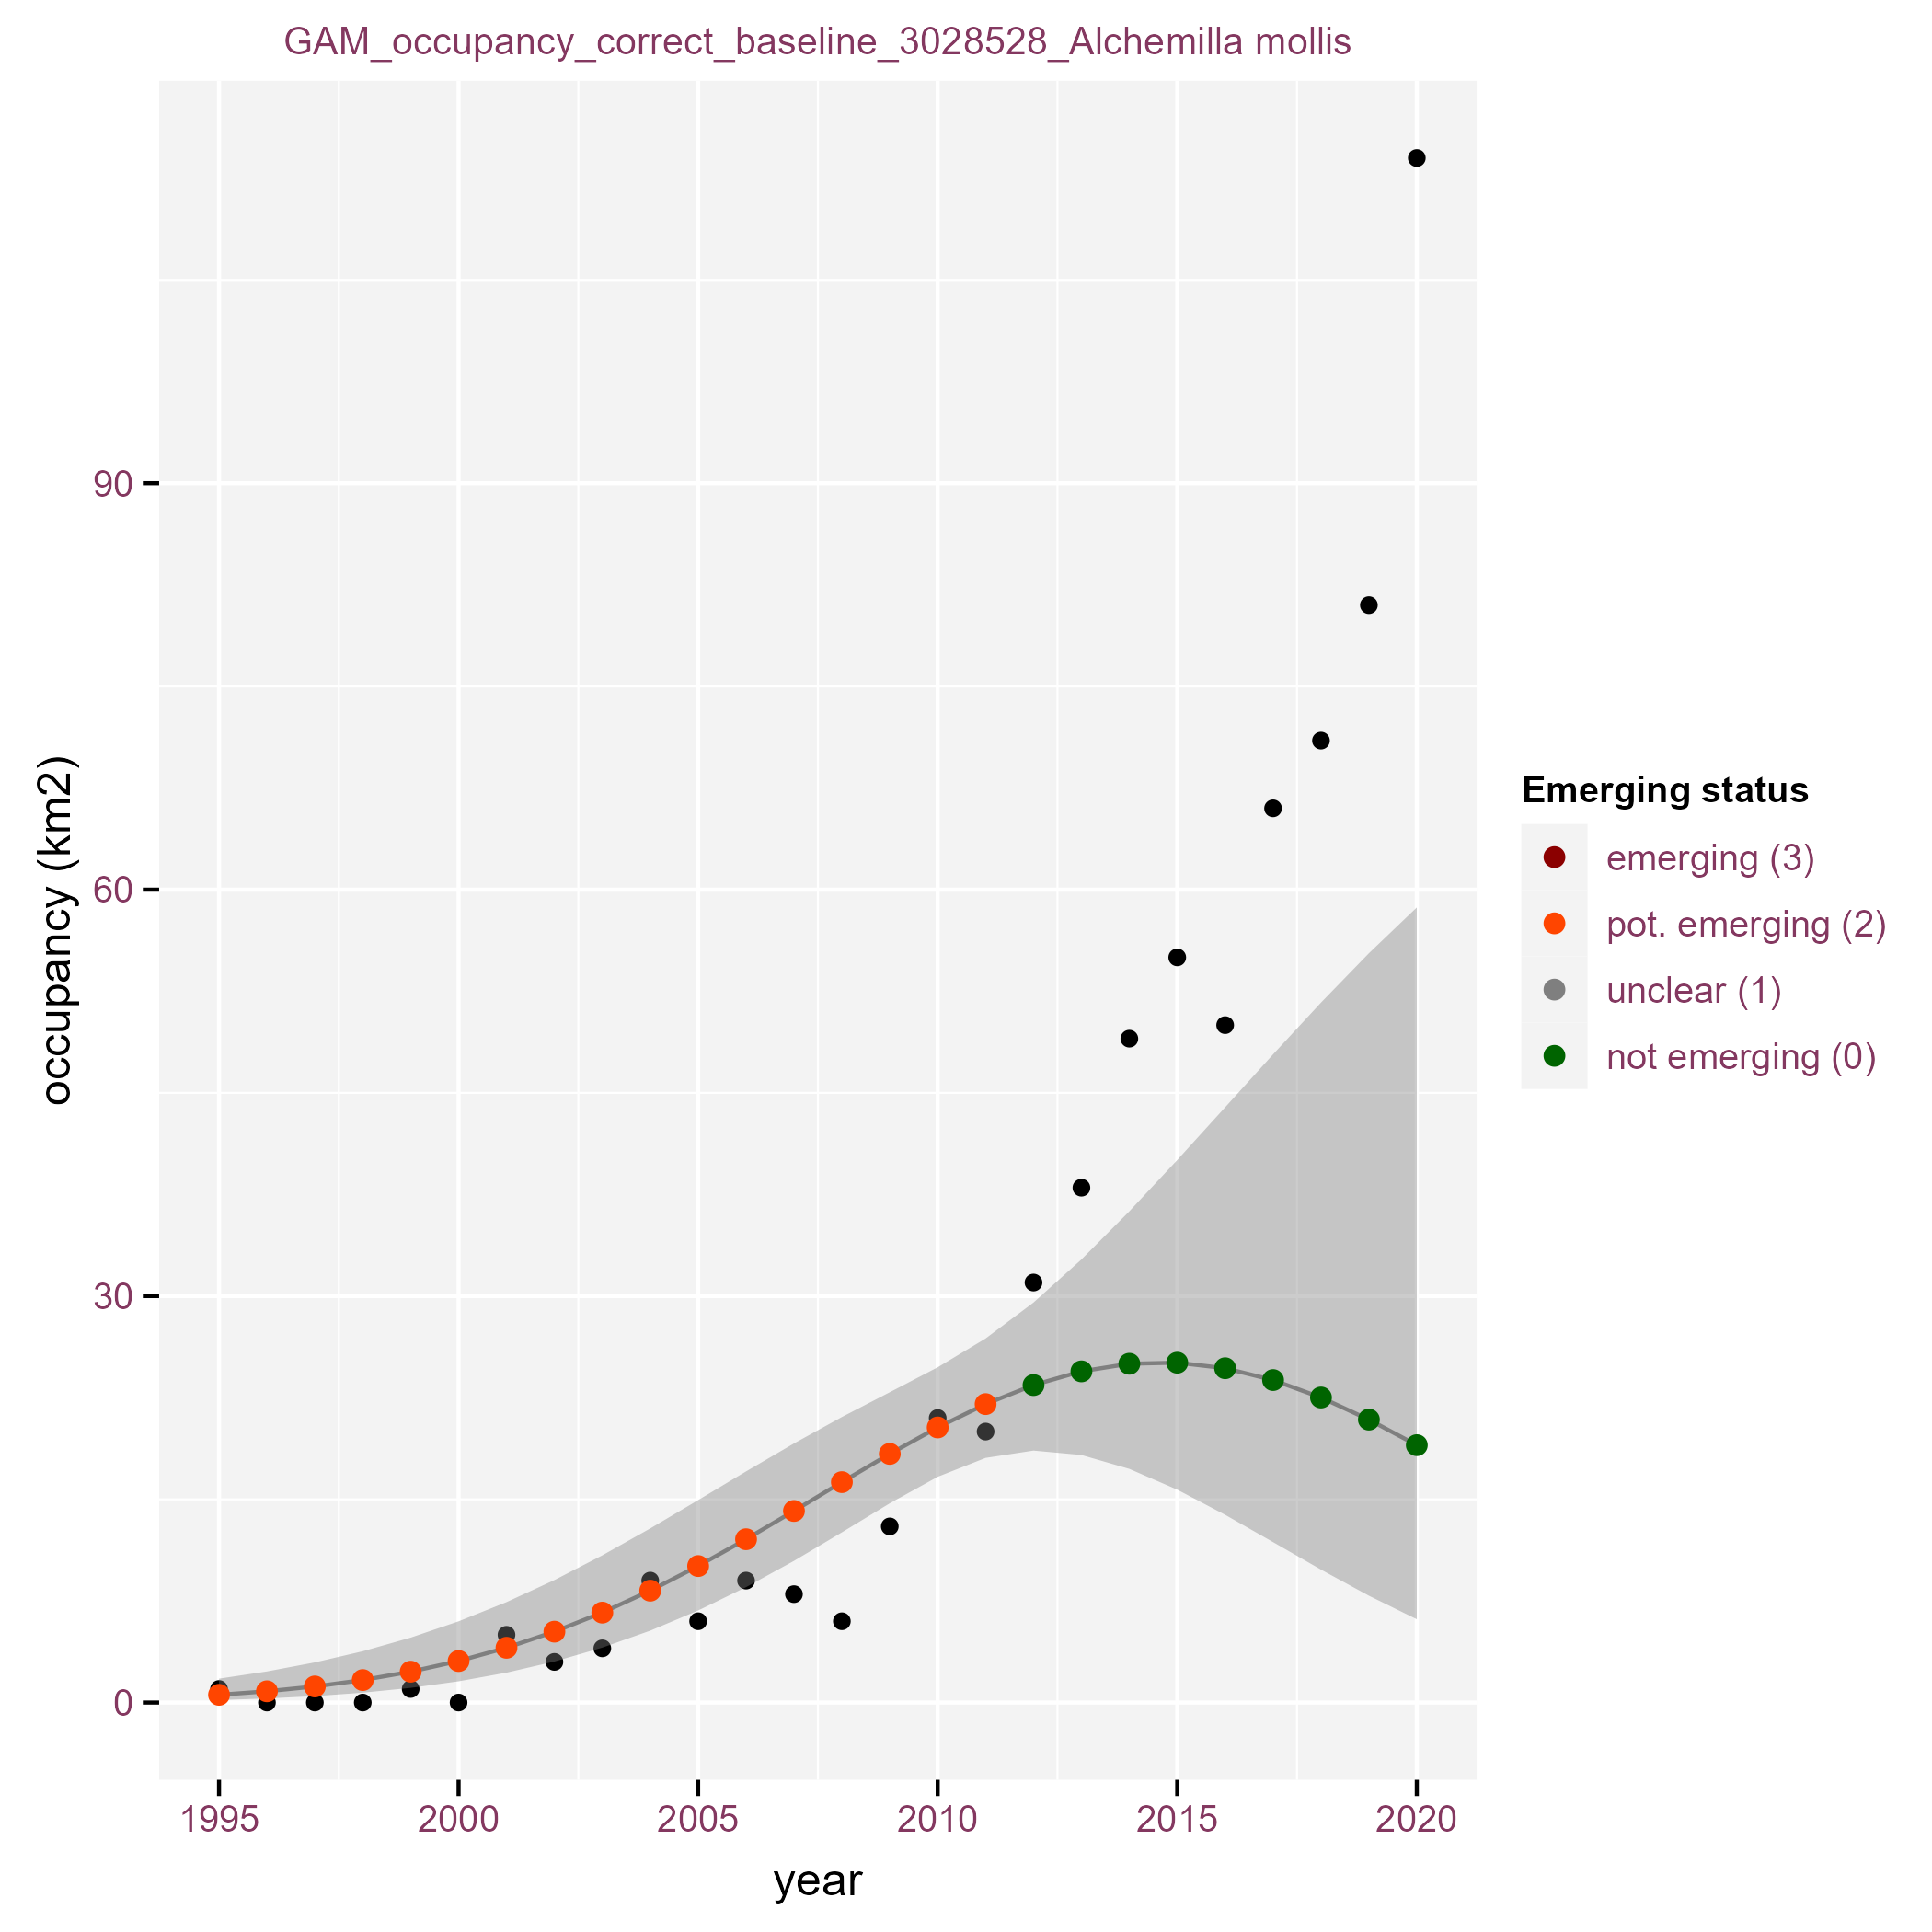 GAM_occupancy_correct_baseline_3028528_Alchemilla mollis
90
60
30
0
occupancy (km2)
1995 2000 2005 2010 2015 2020
year
Emerging status
emerging (3)
pot. emerging (2)
unclear (1)
not emerging (0)